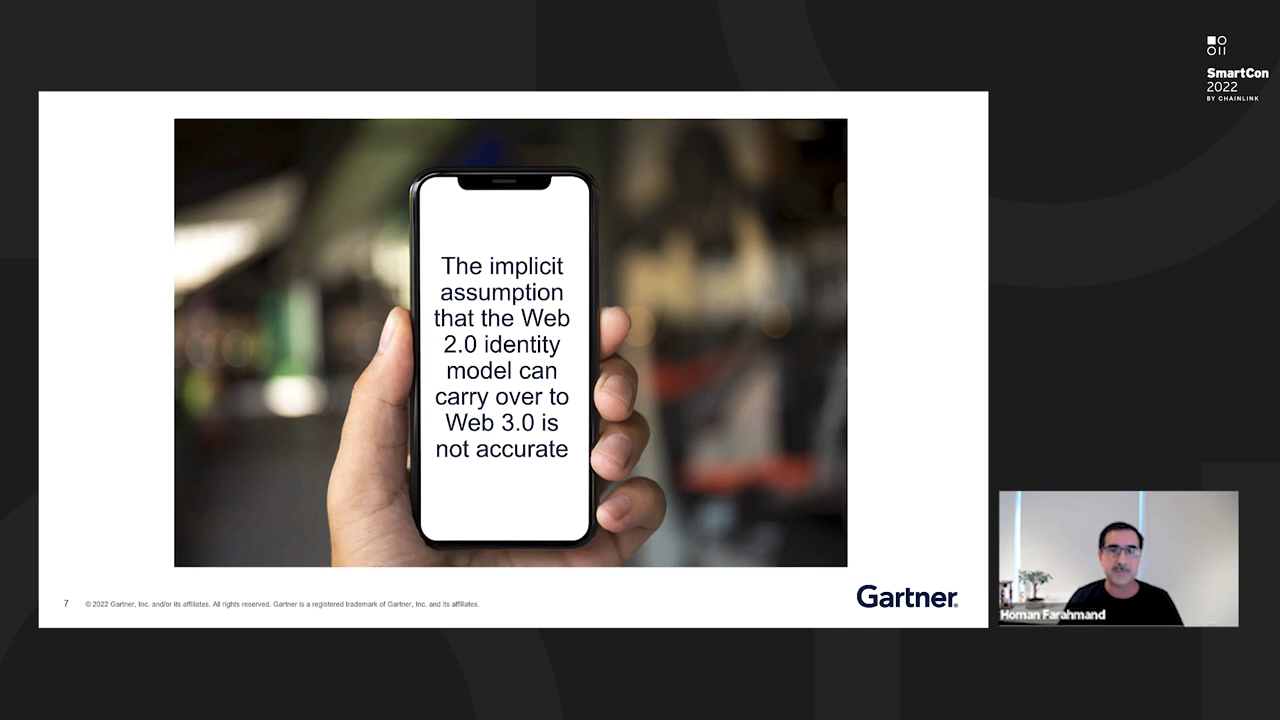 SmartCon
2022
BY CHAINLINK
The implicit
assumption
that the Web
2.0 identity
model can
carry over to
Web 3.0 is
not accurate
7 © 2022 Gartner, Inc. and/or its affiliates. All rights reserved. Gartner is a registered trademark of Gartner, Inc. and its affiliates.
Gartner®
Homan Farahmand